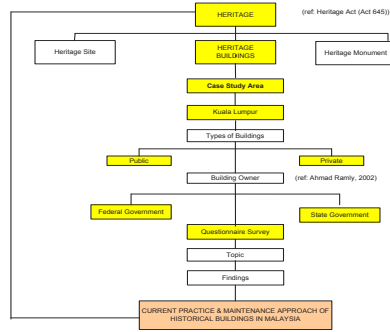 HERITAGE
(ref: Heritage Act (Act 645))
Heritage Site
HERITAGE
BUILDINGS
Heritage Monument
Case Study Area
Kuala Lumpur
Types of Buildings
Public
Private
Building Owner
(ref: Ahmad Ramly, 2002)
Federal Government
State Government
Questionnaire Survey
Topic
Findings
CURRENT PRACTICE & MAINTENANCE APPROACH OF
HISTORICAL BUILDINGS IN MALAYSIA